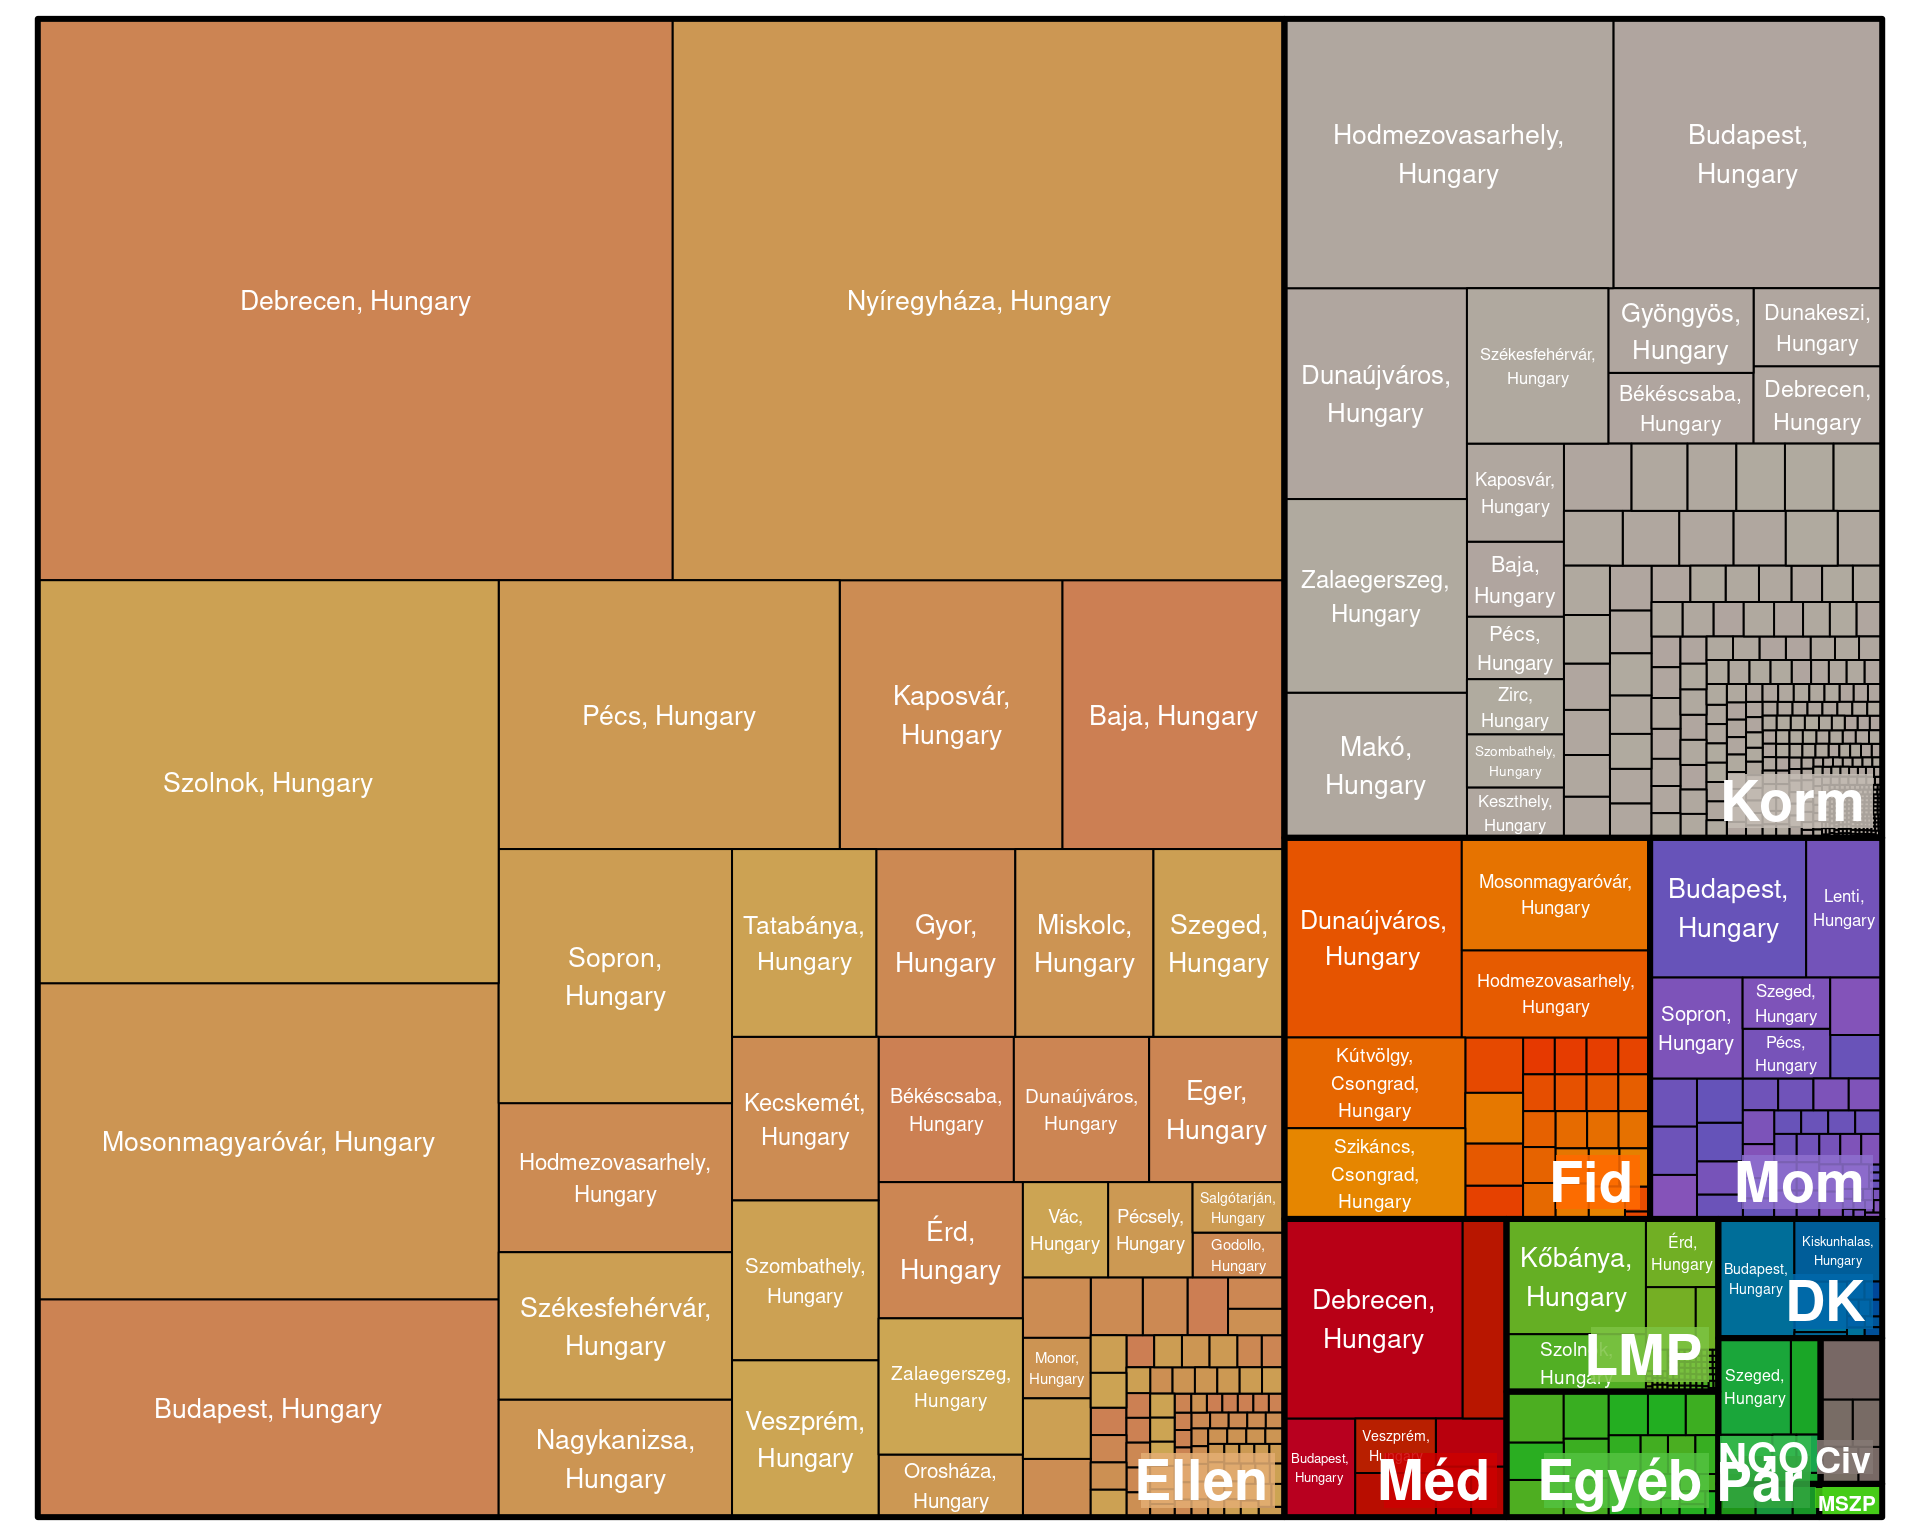 Debrecen, Hungary
Nyíregyháza, Hungary
Szolnok, Hungary
Pécs, Hungary
Kaposvár,
Hungary
Baja, Hungary
Mosonmagyaróvár, Hungary
Budapest, Hungary
Sopron,
Hungary
Tatabánya,
Hungary
Gyor,
Hungary
Miskolc,
Hungary
Szeged,
Hungary
Hodmezovasarhely,
Hungary
Székesfehérvár,
Hungary
Nagykanizsa,
Hungary
Kecskemét,
Hungary
Szombathely,
Hungary
Veszprém,
Hungary
Békéscsaba,
Hungary
Dunaújváros,
Hungary
Eger,
Hungary
Érd,
Hungary
Zalaegerszeg,
Hungary
Orosháza,
Hungary
Vác,
Hungary
Pécsely,
Hungary
Salgótarján,
Hungary
Godollo,
Hungary
Monor,
Hungary
Ellen
Hodmezovasarhely,
Hungary
Budapest,
Hungary
Dunaújváros,
Hungary
Zalaegerszeg,
Hungary
Makó,
Hungary
Székesfehérvár,
Hungary
Gyöngyös,
Hungary
Dunakeszi,
Hungary
Békéscsaba,
Hungary
Debrecen,
Hungary
Kaposvár,
Hungary
Baja,
Hungary
Pécs,
Hungary
Zirc,
Hungary
Szombathely,
Hungary
Keszthely,
Hungary
Korm
Dunaújváros,
Hungary
Mosonmagyaróvár,
Hungary
Hodmezovasarhely,
Hungary
Kútvölgy,
Csongrad,
Hungary
Szikáncs,
Csongrad,
Hungary
Fid
Budapest,
Hungary
Lenti,
Hungary
Sopron,
Hungary
Szeged,
Hungary
Pécs,
Hungary
Mom
Debrecen,
Hungary
Budapest,
Hungary
Veszprém,
Hungary
Méd
Kőbánya,
Hungary
Érd,
Hungary
Szolnok,
Hungary
LMP
Egyéb
Budapest,
Hungary
Kiskunhalas,
Hungary
DK
Szeged,
Hungary
NGO
Pár
Civ
MSZP